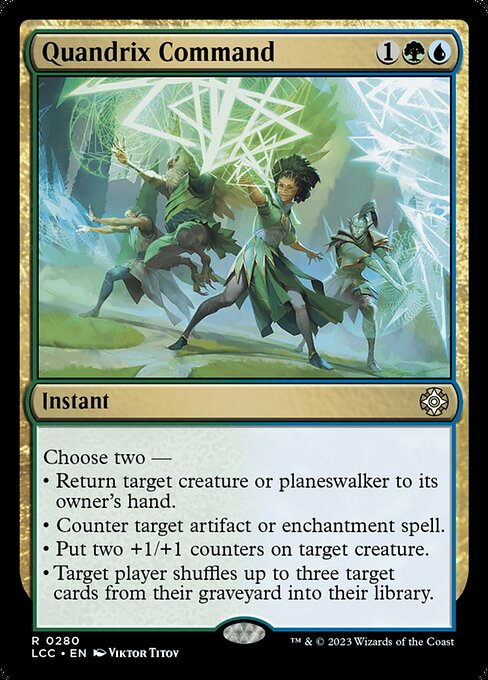 Quandrix Command 1
Instant
Choose two —
• Return target creature or planeswalker to its
owner's hand.
• Counter target artifact or enchantment spell.
• Put two +1/+1 counters on target creature.
• Target player shuffles up to three target
cards from their graveyard into their library.
R 0280
LCC • EN Viktor Titov
™ & © 2023 Wizards of the Coast